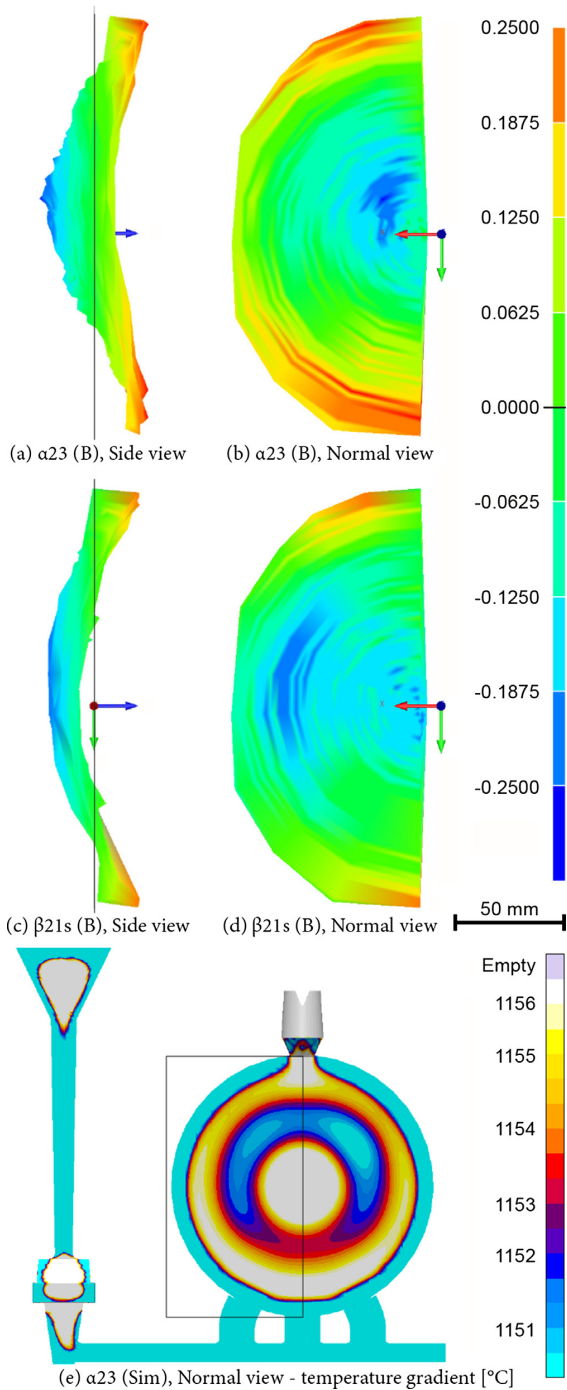 0.2500
0.1875
0.1250
0.0625
0.0000
(a) α23 (B), Side view
(b) α23 (B), Normal view
-0.0625
-0.1250
-0.1875
x
-0.2500
(c) β21s (B), Side view
(d) β21s (B), Normal view
50 mm
Empty
1156
1155
1154
1153
1152
1151
(e) α23 (Sim), Normal view - temperature gradient [°C]